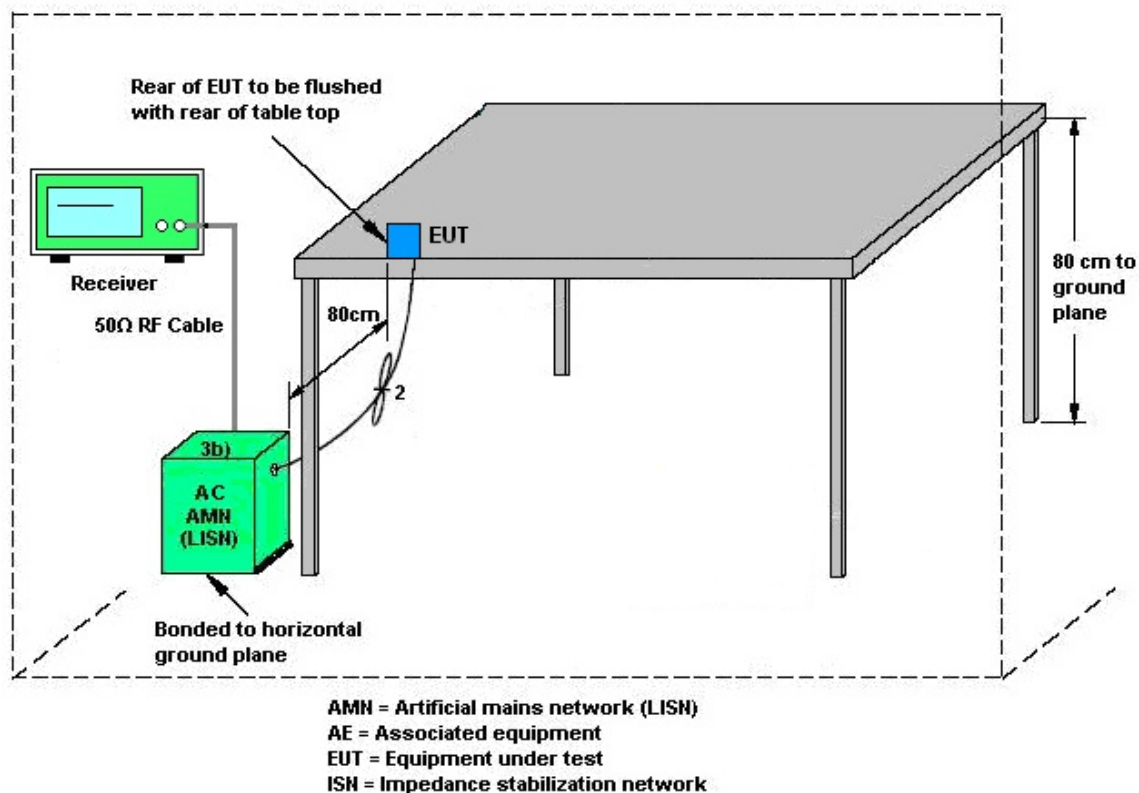 Rear of EUT to be flushed
with rear of table top
EUT
Receiver
50Ω RF Cable
80cm
2
80 cm to
ground
plane
3b)
AC
AMN
(LISN)
Bonded to horizontal
ground plane
AMN = Artificial mains network (LISN)
AE = Associated equipment
EUT = Equipment under test
ISN = Impedance stabilization network